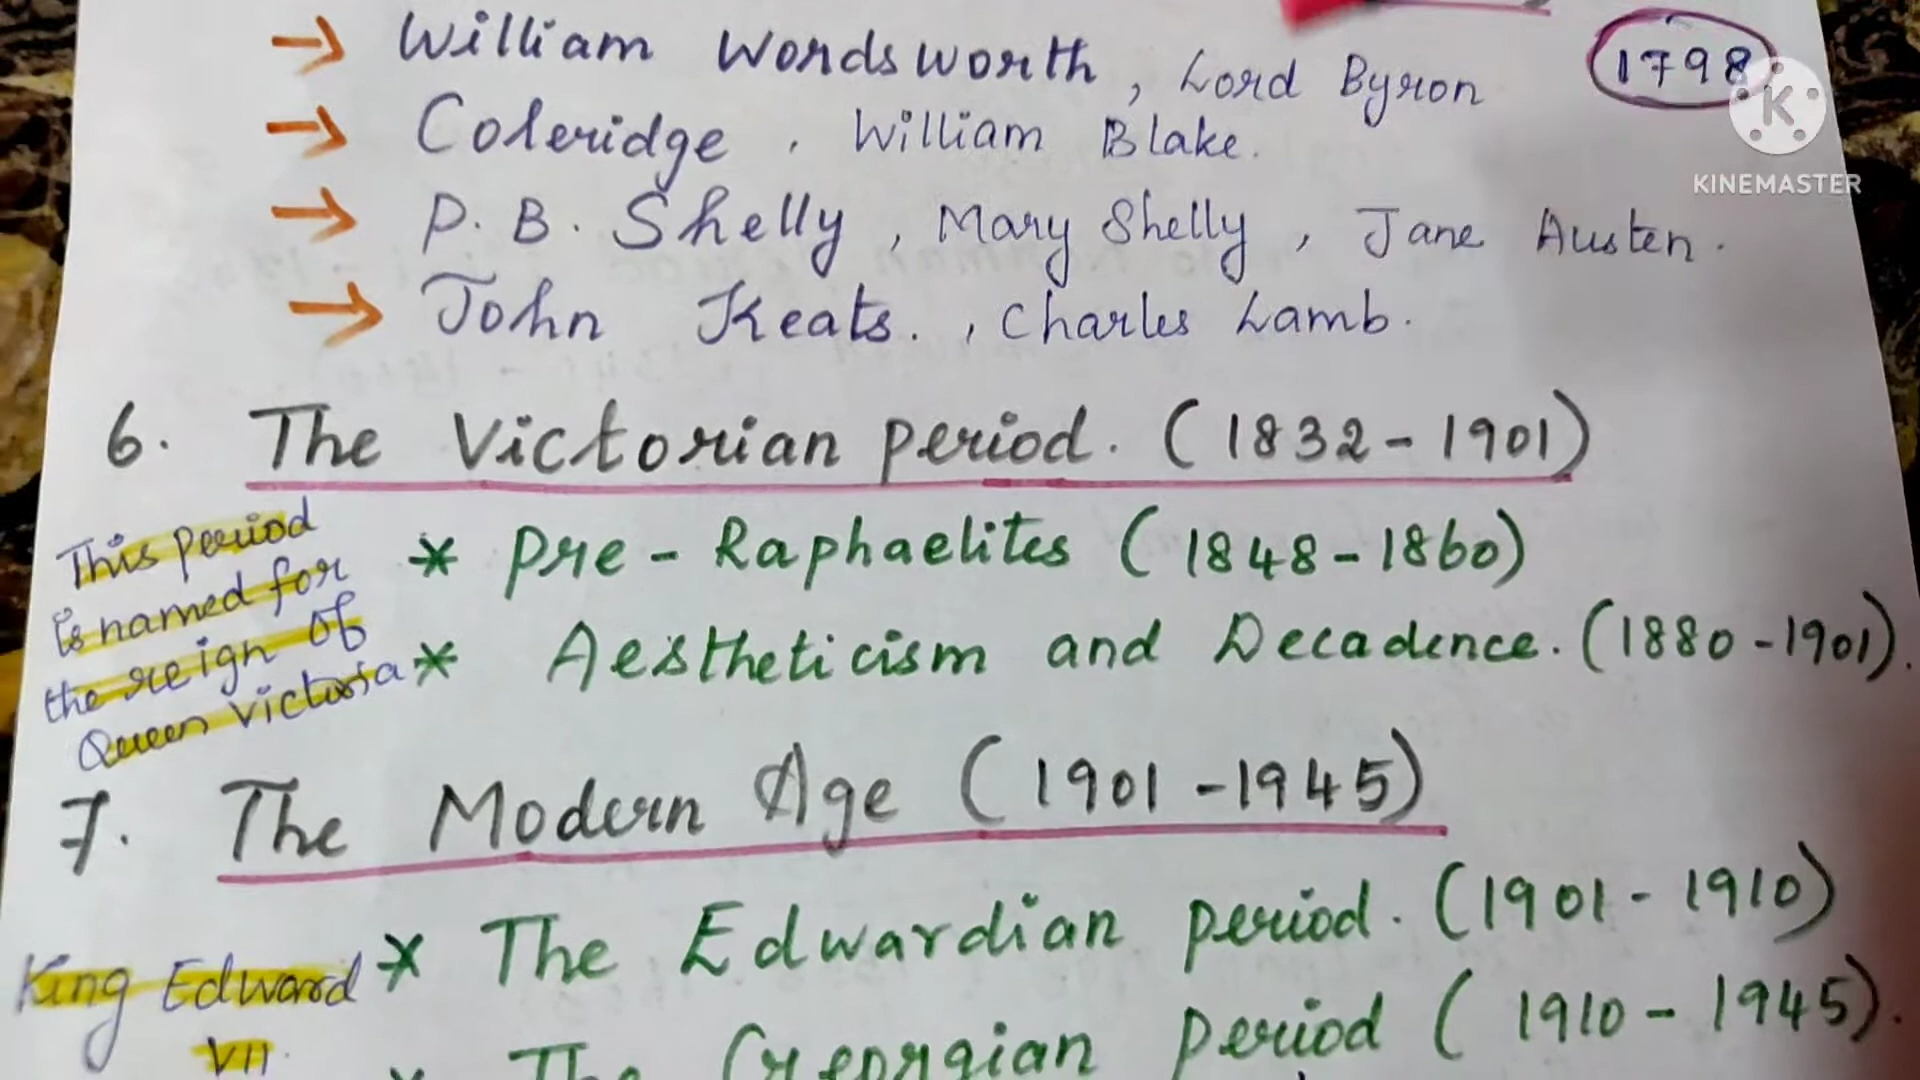 → William Wordsworth, Lord Byron
1798
→ Coleridge, William Blake.
KINEMASTER
→ P. B. Shelly, Mary Shelly, Jane Austen.
→ John Keats., Charles Lamb.
6. The Victorian period. (1832-1901)
This Period
is named for
the reign of
Queen Victoria
* Pre-Raphaelites (1848-1860)
* Aestheticism and Decadence. (1880-1901).
7. The Modern Age (1901-1945)
* The Edwardian period. (1901-1910)
King Edward
VII.
* The Georgian period (1910-1945).